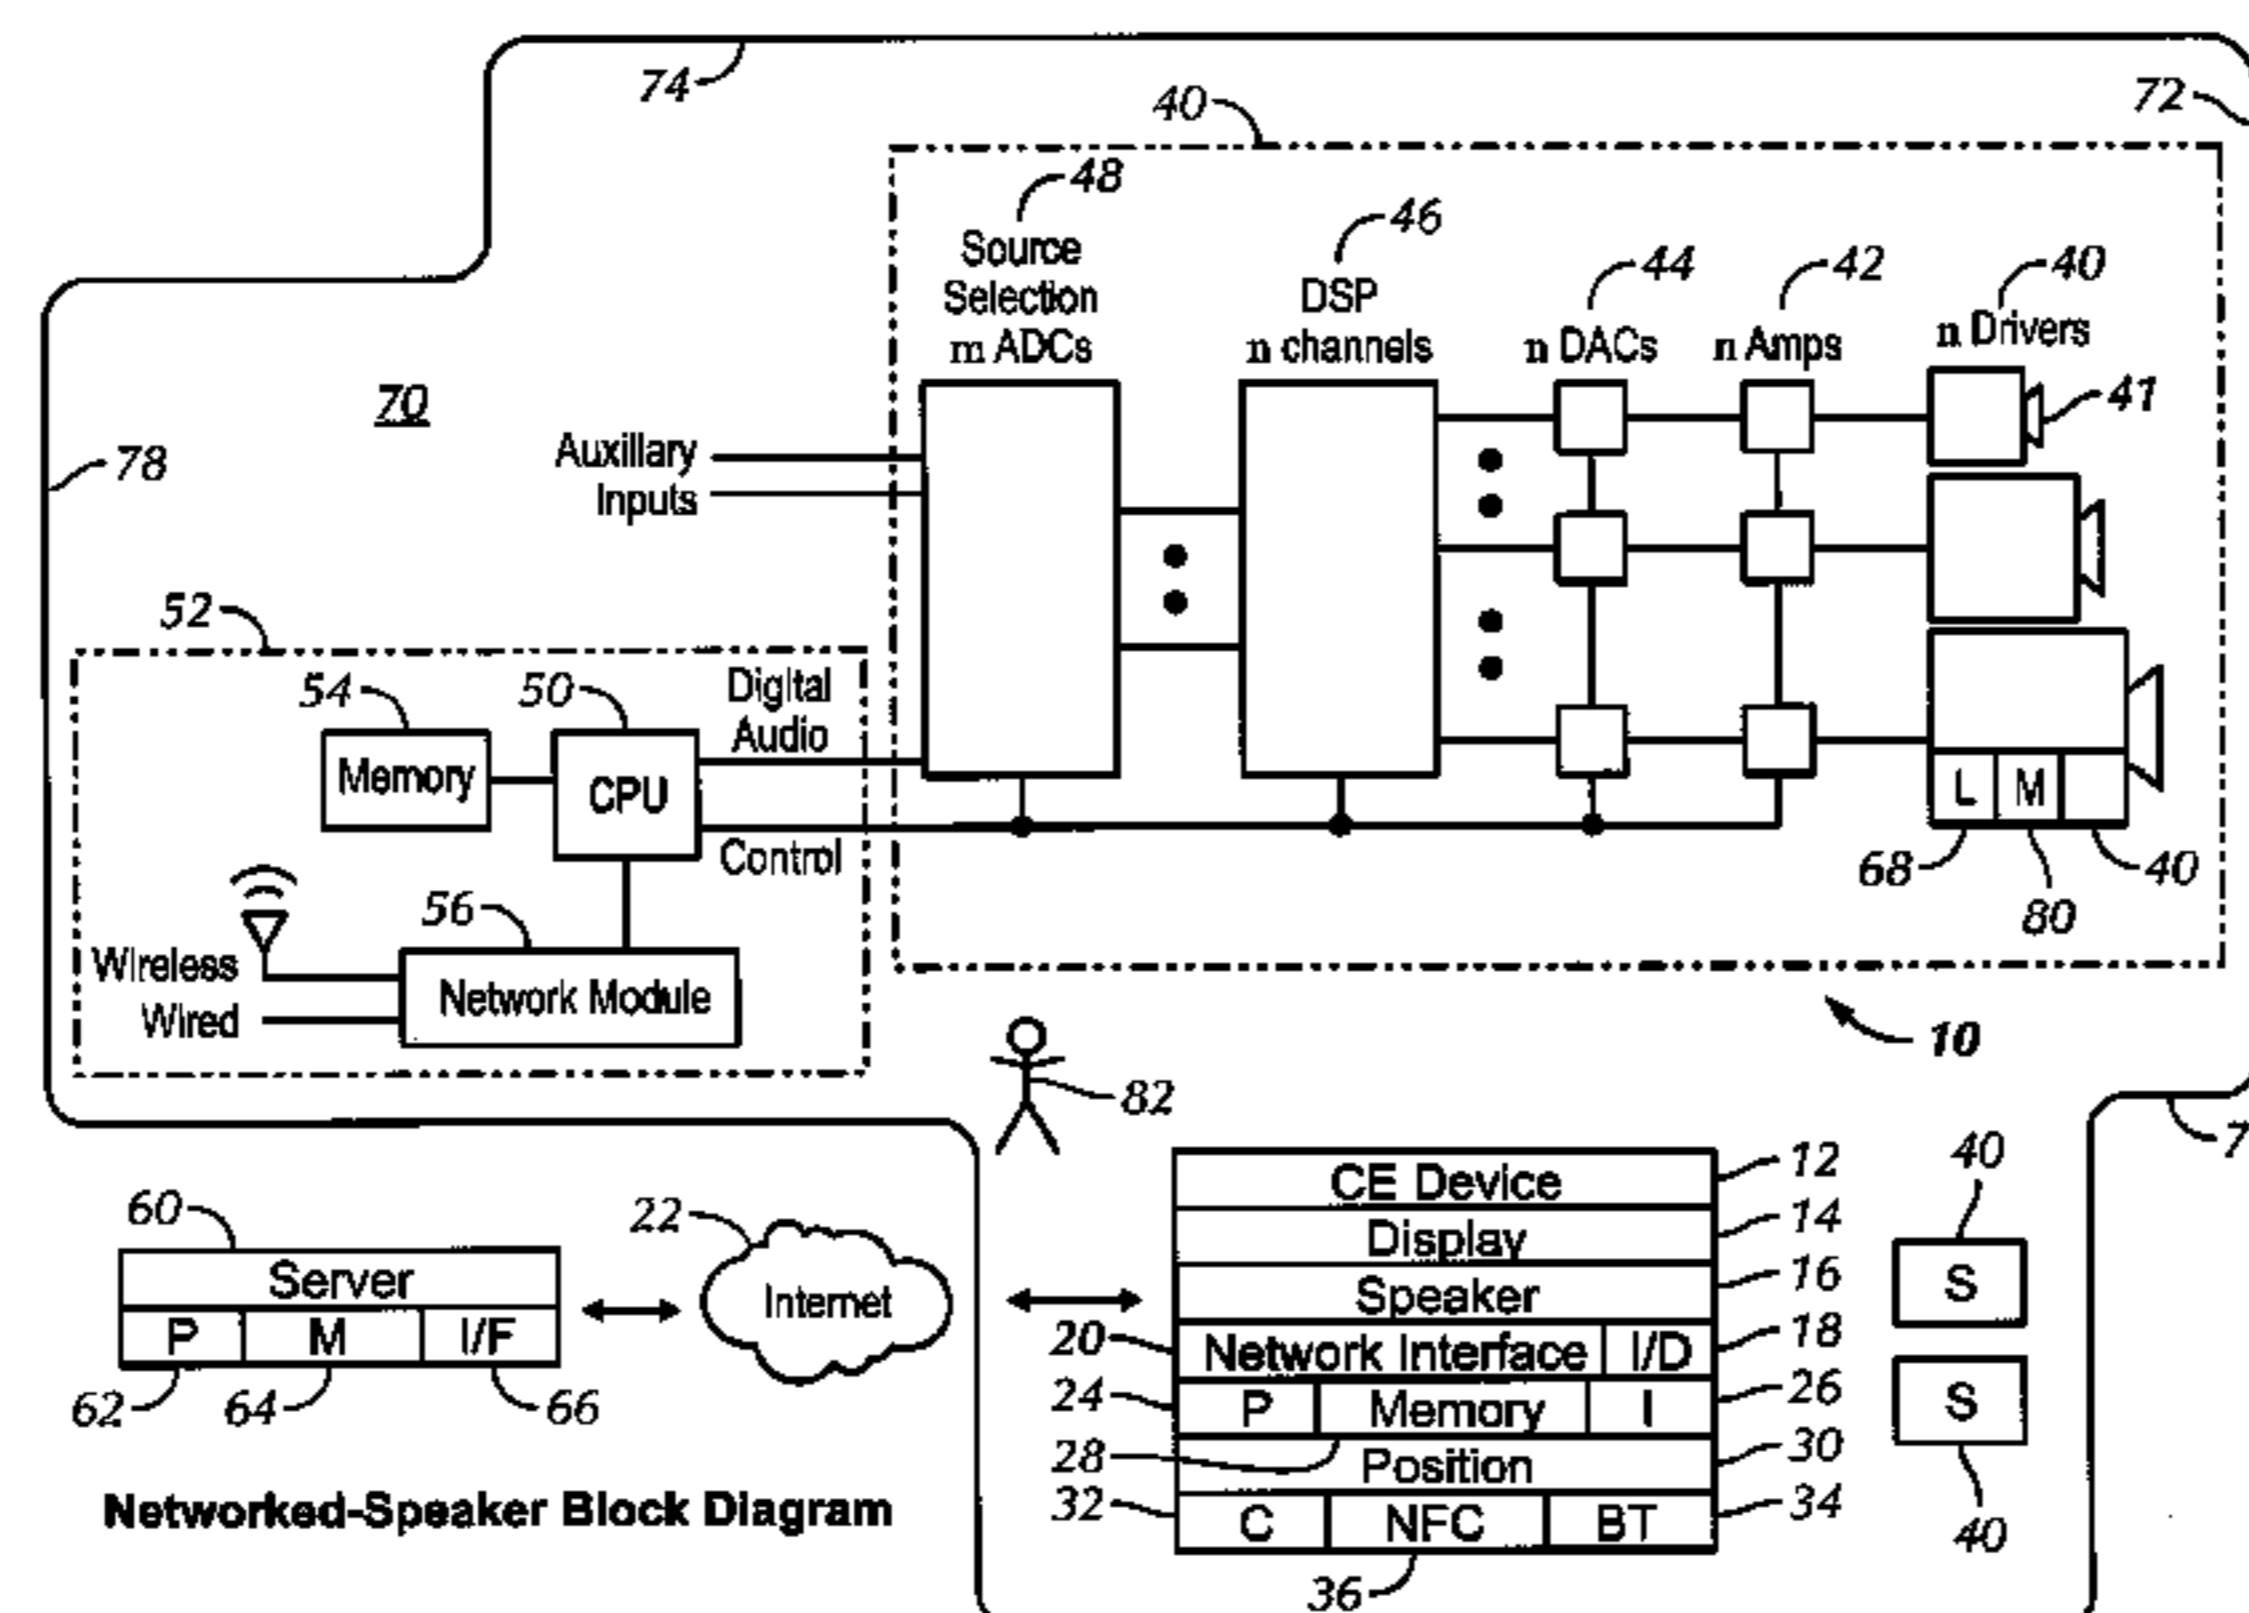 74
40
72
48
46
Source
Selection
m ADCs
DSP
n channels
44
n DACs
42
n Amps
40
n Drivers
41
70
78
Auxillary
Inputs
52
54
50
Digital
Audio
Memory
CPU
Control
L M
68
80
40
56
Wireless
Wired
Network Module
10
82
7
60
22
Server
P M I/F
62
64
66
Internet
CE Device
12
Display
14
Speaker
16
20
Network Interface I/D
18
24
P Memory I
26
28
Position
30
32
C NFC BT
34
36
40
S
S
40
Networked-Speaker Block Diagram